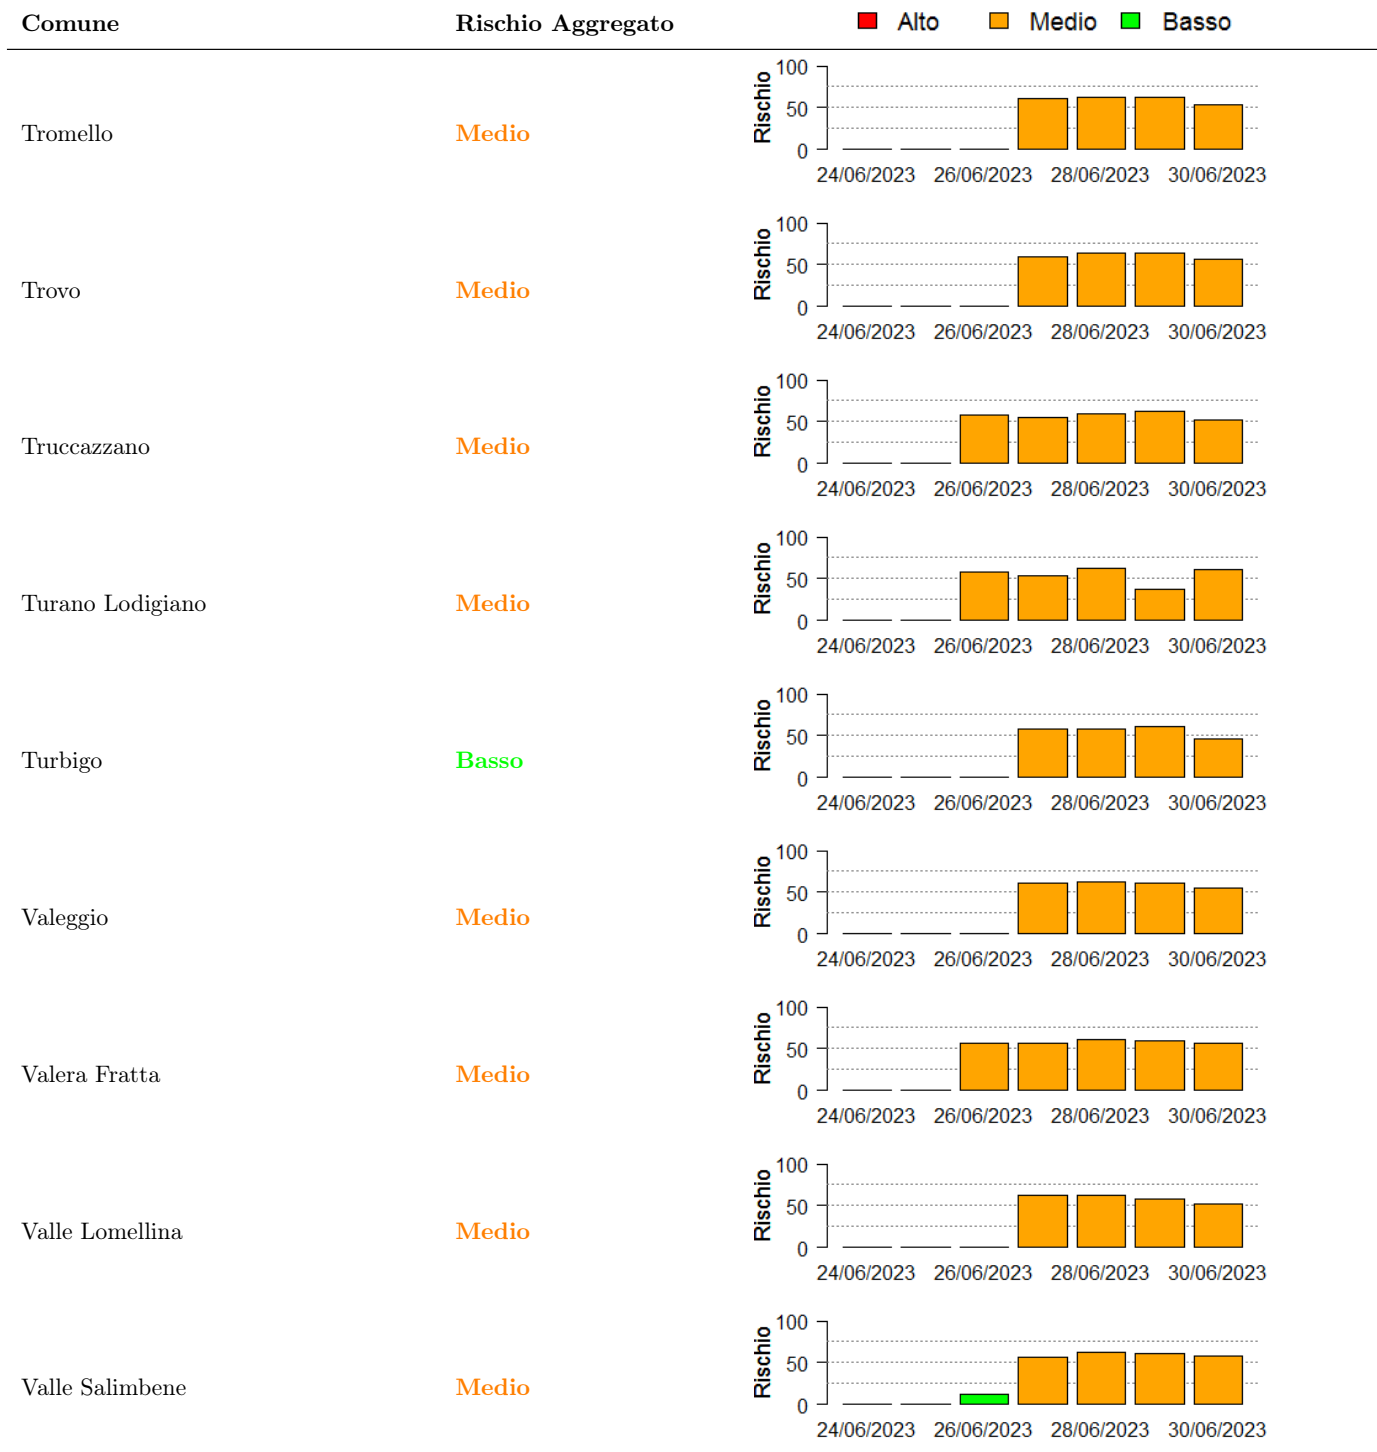 Comune Rischio Aggregato Alto Medio Basso
100
50
0
Rischio
Tromello Medio
24/06/2023 26/06/2023 28/06/2023 30/06/2023
100
50
0
Rischio
Trovo Medio
24/06/2023 26/06/2023 28/06/2023 30/06/2023
100
50
0
Rischio
Truccazzano Medio
24/06/2023 26/06/2023 28/06/2023 30/06/2023
100
50
0
Rischio
Turano Lodigiano Medio
24/06/2023 26/06/2023 28/06/2023 30/06/2023
100
50
0
Rischio
Turbigo Basso
24/06/2023 26/06/2023 28/06/2023 30/06/2023
100
50
0
Rischio
Valeggio Medio
24/06/2023 26/06/2023 28/06/2023 30/06/2023
100
50
0
Rischio
Valera Fratta Medio
24/06/2023 26/06/2023 28/06/2023 30/06/2023
100
50
0
Rischio
Valle Lomellina Medio
24/06/2023 26/06/2023 28/06/2023 30/06/2023
100
50
0
Rischio
Valle Salimbene Medio
24/06/2023 26/06/2023 28/06/2023 30/06/2023